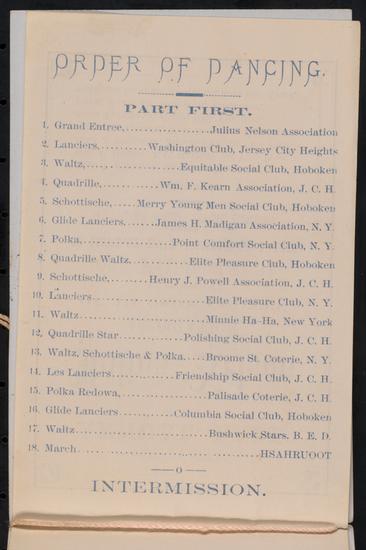 ORDER OF DANCING.
PART FIRST.
1. Grand Entree,......................Julius Nelson Association
2. Lanciers,..........Washington Club, Jersey City Heights
3. Waltz,....................Equitable Social Club, Hoboken
4. Quadrille,............Wm. F. Kearn Association, J. C. H.
5. Schottische,.....Merry Young Men Social Club, Hoboken
6. Glide Lanciers......James H. Madigan Association, N. Y.
7. Polka,...................Point Comfort Social Club, N. Y.
8. Quadrille Waltz,.............Elite Pleasure Club, Hoboken
9. Schottische,........Henry J. Powell Association, J. C. H.
10. Lanciers........................Elite Pleasure Club, N. Y.
11. Waltz..........................Minnie Ha-Ha, New York
12. Quadrille Star..............Polishing Social Club, J. C. H.
13. Waltz, Schottische & Polka.....Broome St. Coterie, N. Y.
14. Les Lanciers.............Friendship Social Club, J. C. H.
15. Polka Redowa,.................Palisade Coterie, J. C. H.
16. Glide Lanciers...........Columbia Social Club, Hoboken
17. Waltz...........................Bushwick Stars. B. E. D.
18. March....................................HSAHRUOOT
INTERMISSION.